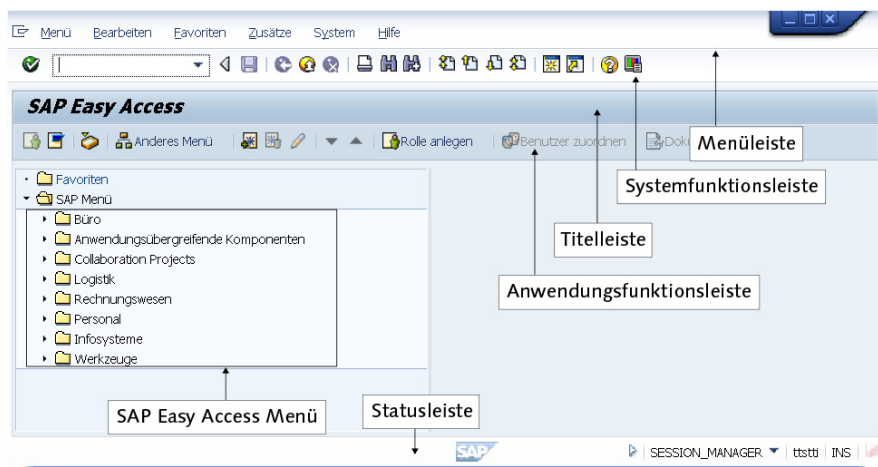 Menü Bearbeiten Favoriten Zusätze System Hilfe
SAP Easy Access
Anderes Menü Rolle anlegen Benutzer zuordnen Doku
Menüleiste
Systemfunktionsleiste
Titelleiste
Anwendungsfunktionsleiste
Favoriten
SAP Menü
Büro
Anwendungsübergreifende Komponenten
Collaboration Projects
Logistik
Rechnungswesen
Personal
Infosysteme
Werkzeuge
SAP Easy Access Menü
Statusleiste
SAP SESSION_MANAGER ttstti INS